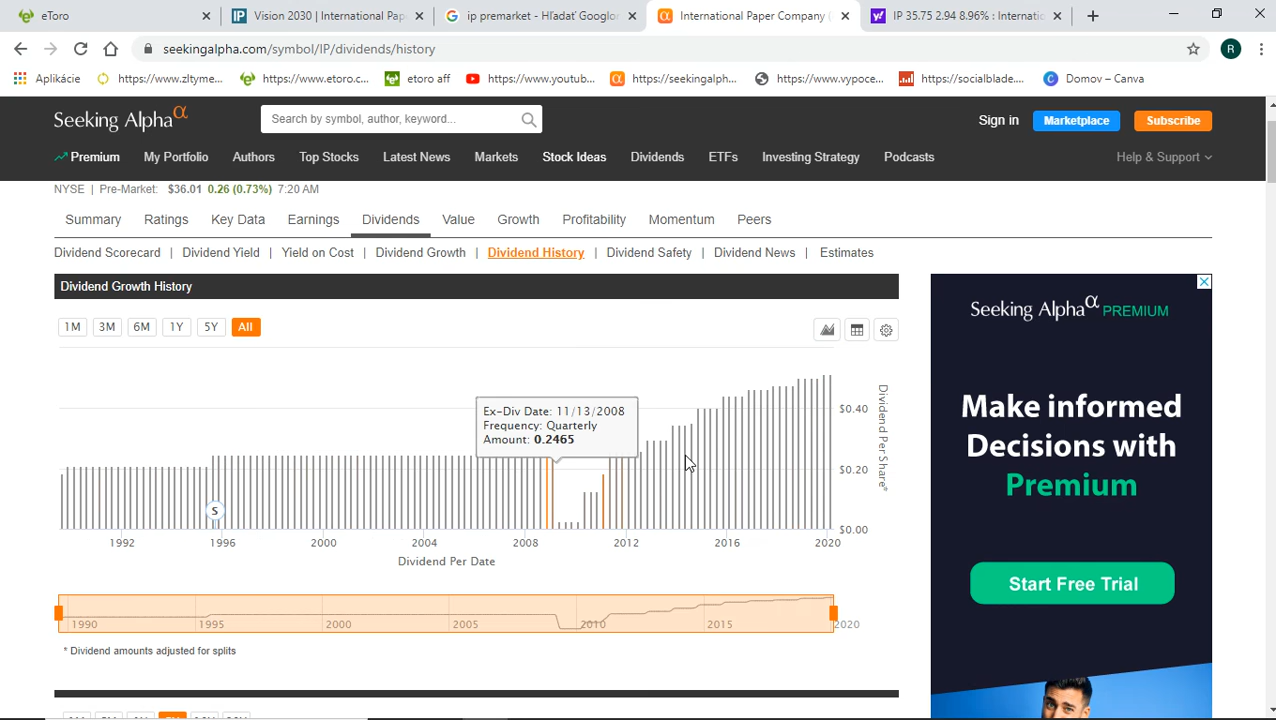 eToro × Vision 2030 | International Pap × ip premarket - Hľadať Googlor × International Paper Company ( × IP 35.75 2.94 8.96% : Internatio ×
seekingalpha.com/symbol/IP/dividends/history R
Aplikácie https://www.zltyme... https://www.etoro.c... etoro aff https://www.youtub... https://seekingalph... https://www.vypoce... https://socialblade.... Domov – Canva
Seeking Alpha α Search by symbol, author, keyword... Sign in Marketplace Subscribe
Premium My Portfolio Authors Top Stocks Latest News Markets Stock Ideas Dividends ETFs Investing Strategy Podcasts Help & Support
NYSE | Pre-Market: $36.01 0.26 (0.73%) 7:20 AM
Summary Ratings Key Data Earnings Dividends Value Growth Profitability Momentum Peers
Dividend Scorecard | Dividend Yield | Yield on Cost | Dividend Growth | Dividend History | Dividend Safety | Dividend News | Estimates
Dividend Growth History
1M 3M 6M 1Y 5Y All
Ex-Div Date: 11/13/2008
Frequency: Quarterly
Amount: 0.2465
$0.40
$0.20
$0.00
Dividend Per Share*
S
1992 1996 2000 2004 2008 2012 2016 2020
Dividend Per Date
1990 1995 2000 2005 2010 2015 2020
* Dividend amounts adjusted for splits
Seeking Alpha α PREMIUM
Make informed
Decisions with
Premium
Start Free Trial